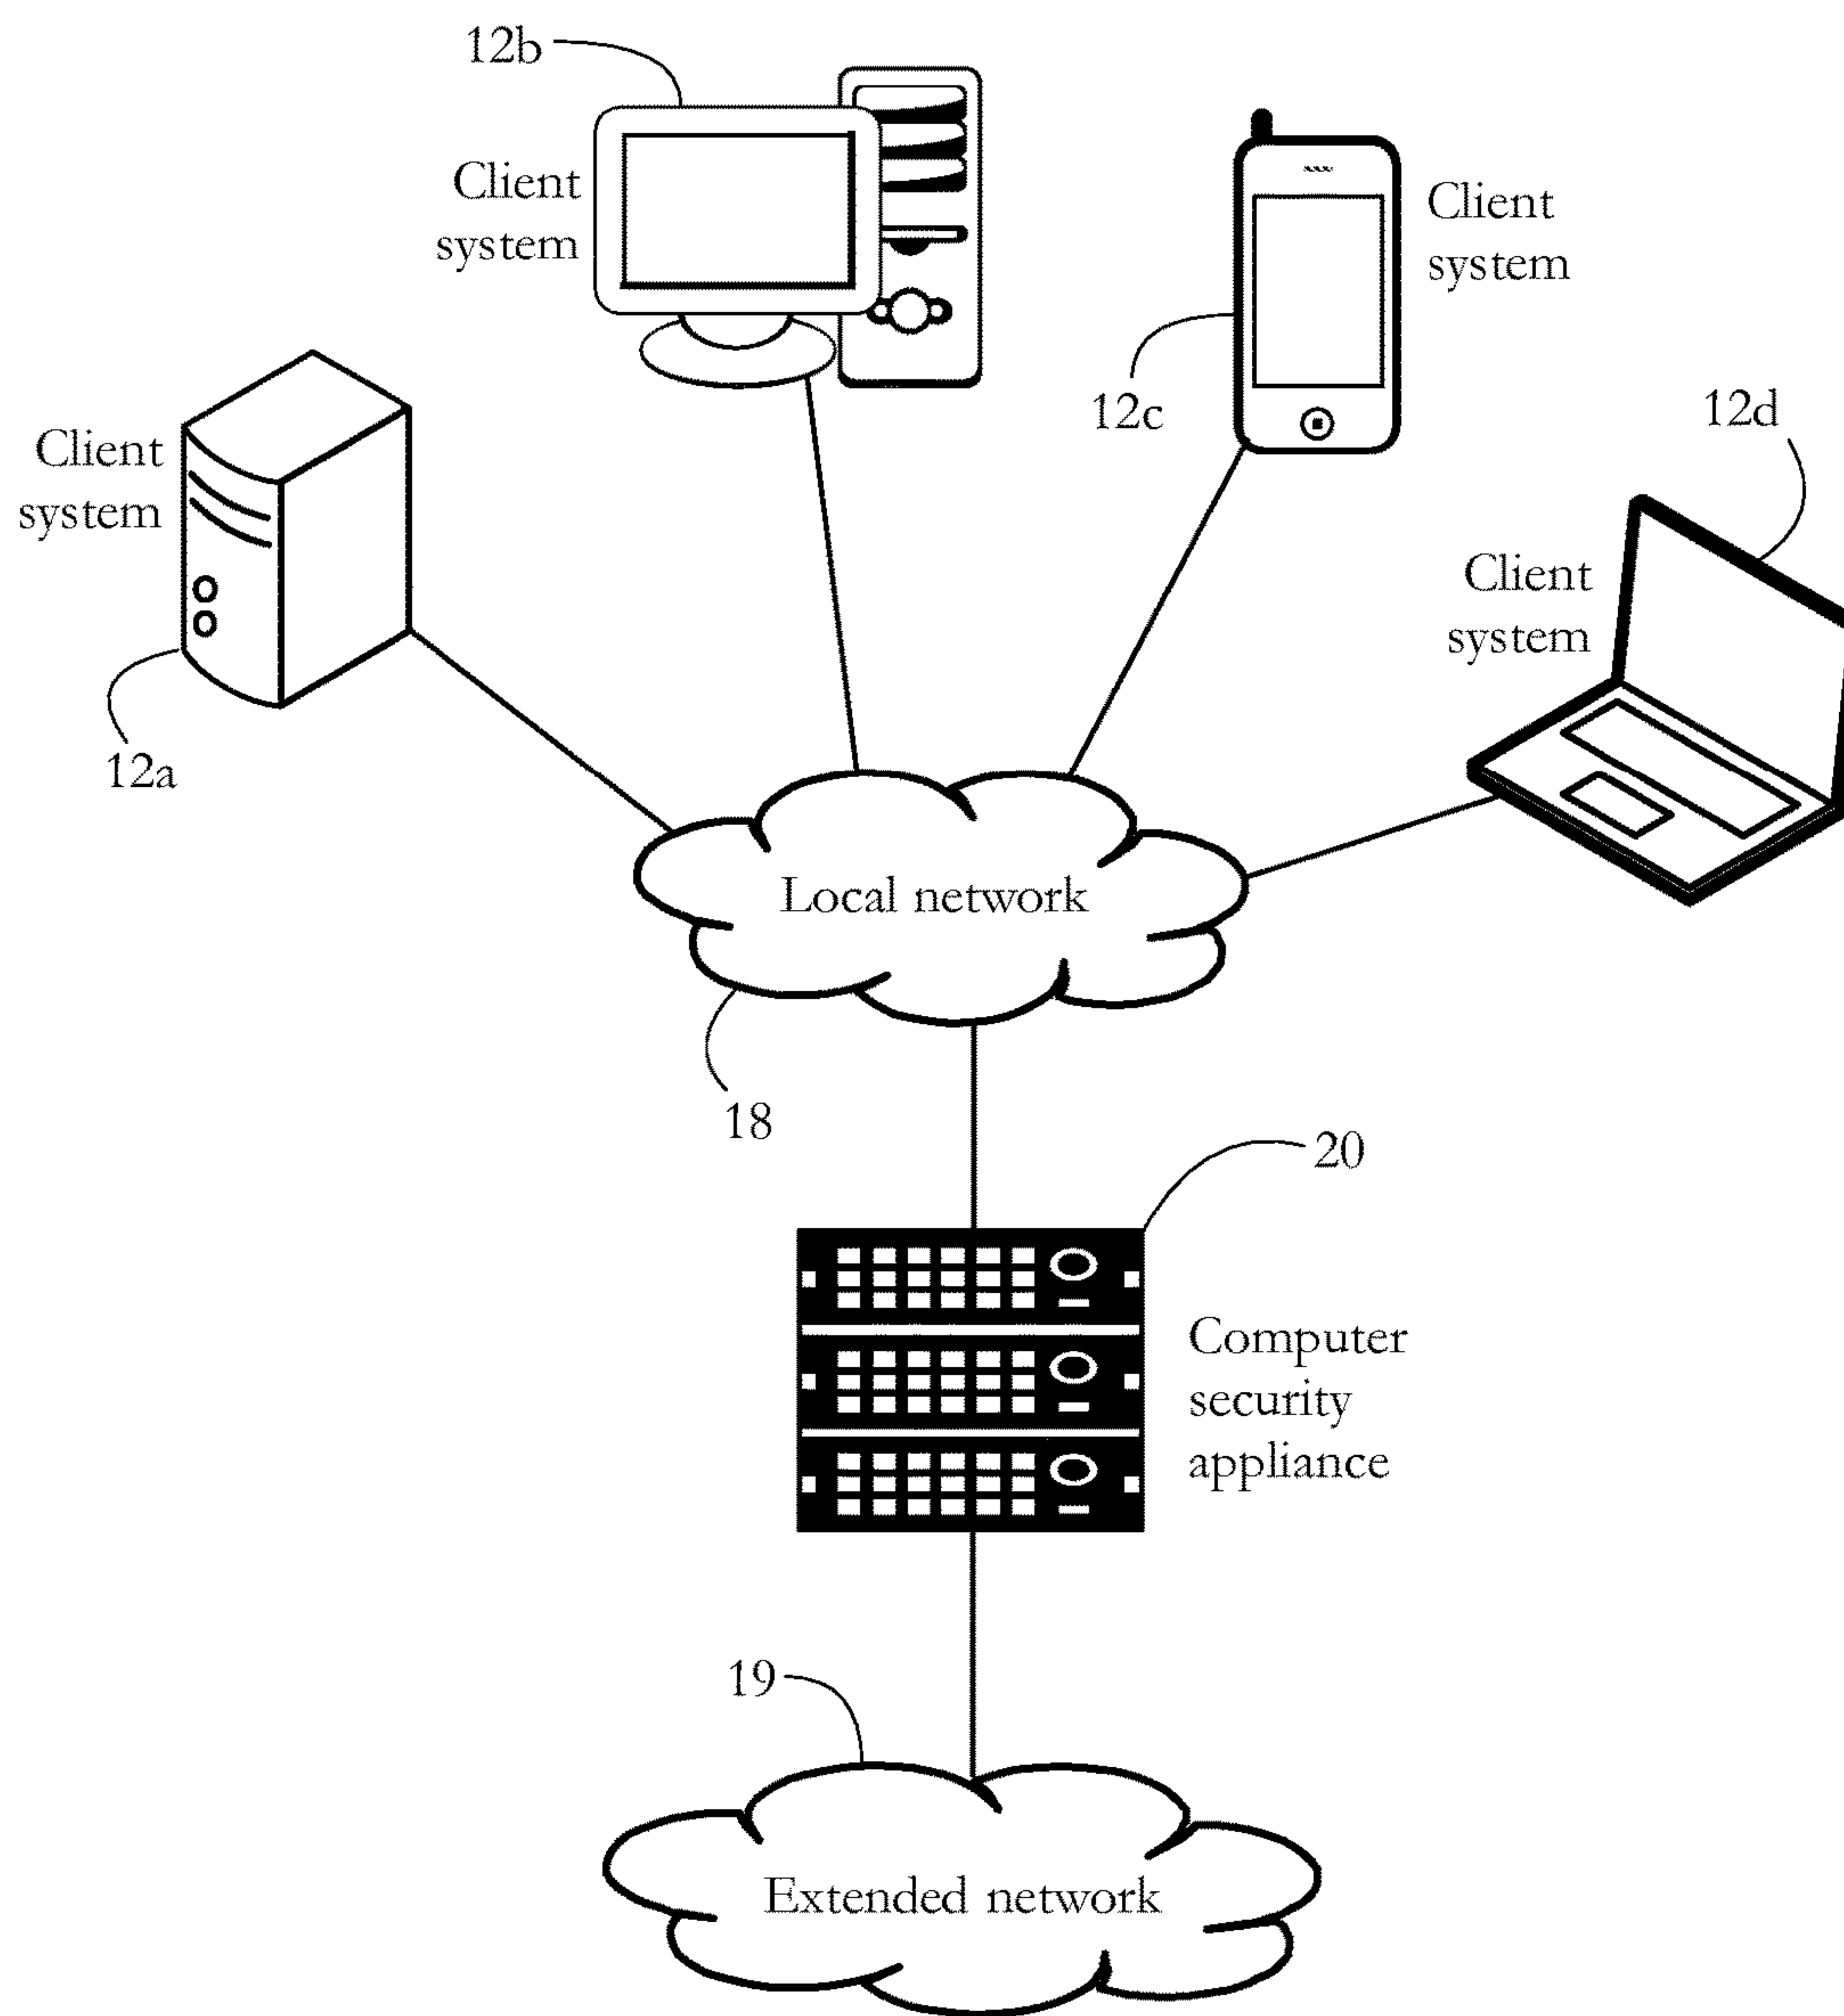 12b
Client
system
Client
system
12c
12d
Client
system
Client
system
12a
Local network
18
20
Computer
security
appliance
19
Extended network